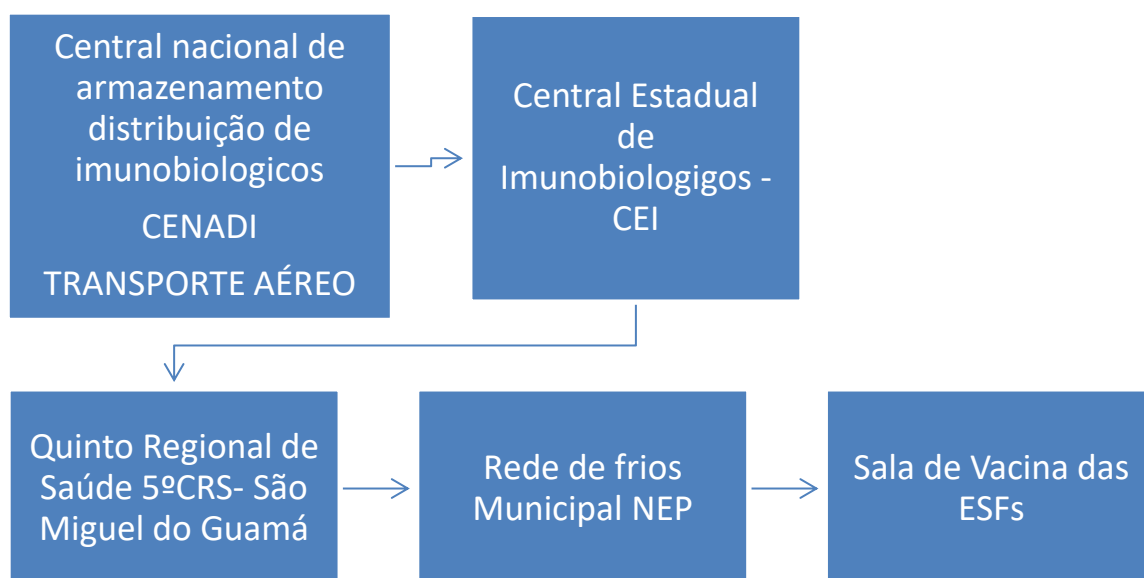 Central nacional de
armazenamento
distribuição de
imunobiologicos
CENADI
TRANSPORTE AÉREO
Central Estadual
de
Imunobiologigos -
CEI
Quinto Regional de
Saúde 5ºCRS- São
Miguel do Guamá
Rede de frios
Municipal NEP
Sala de Vacina das
ESFs